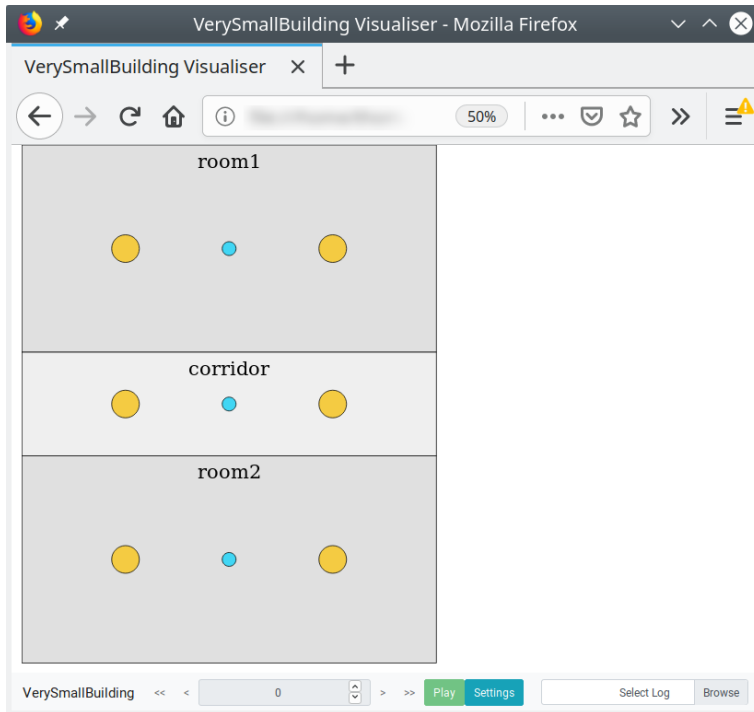 VerySmallBuilding Visualiser - Mozilla Firefox
VerySmallBuilding Visualiser
50%
room1
corridor
room2
VerySmallBuilding << < 0 > >> Play Settings Select Log Browse